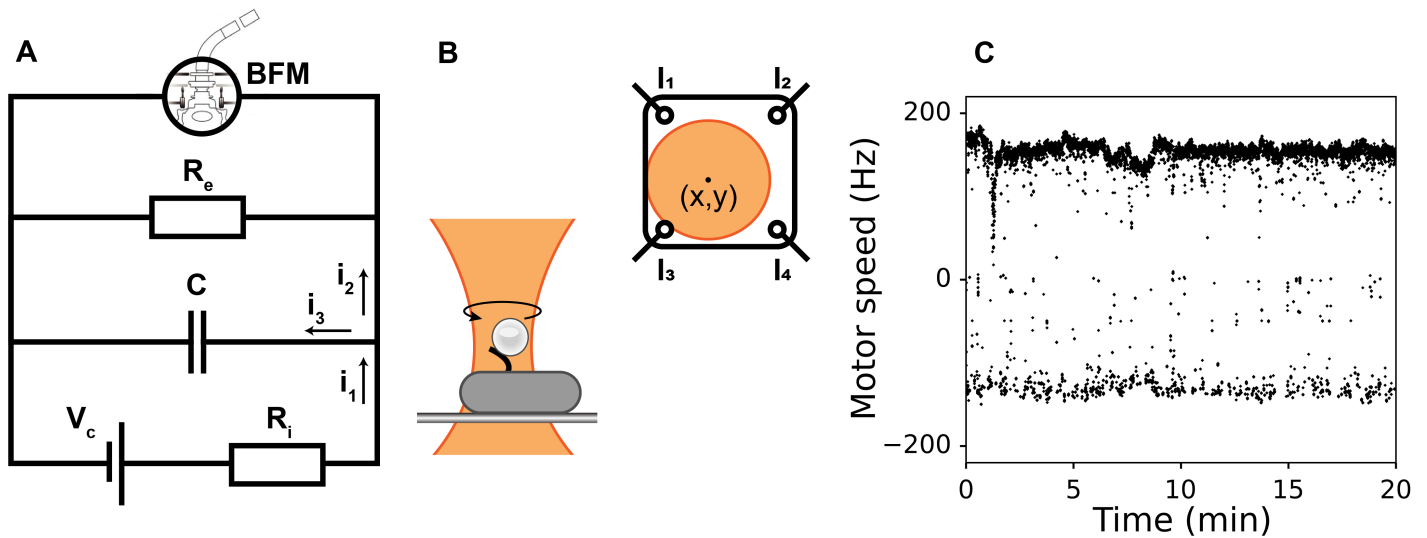 A
BFM
Rₑ
C
i₂
i₃
i₁
V꜀
Rᵢ
B
I₁
I₂
(x,y)
I₃
I₄
C
Motor speed (Hz)
200
0
−200
0
5
10
15
20
Time (min)